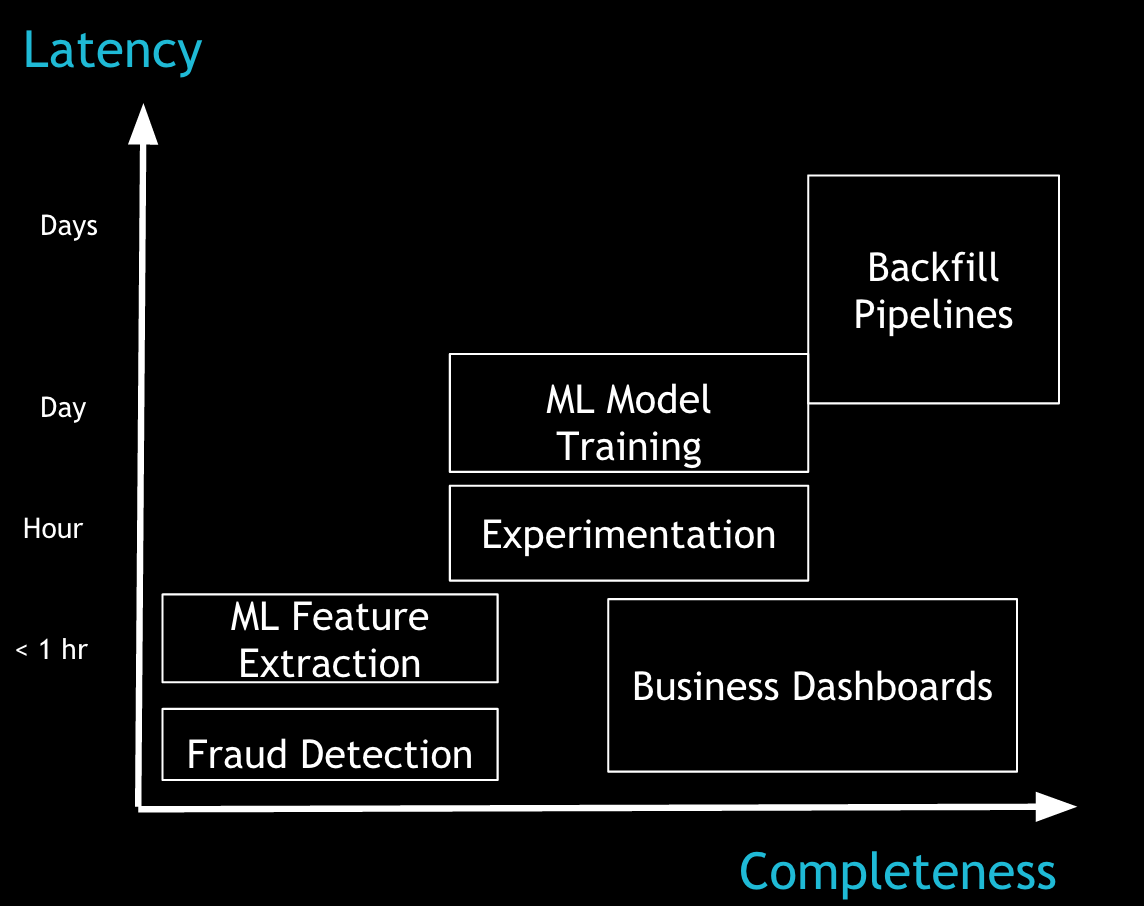 Latency
Days
Backfill
Pipelines
Day
ML Model
Training
Hour
Experimentation
< 1 hr
ML Feature
Extraction
Business Dashboards
Fraud Detection
Completeness